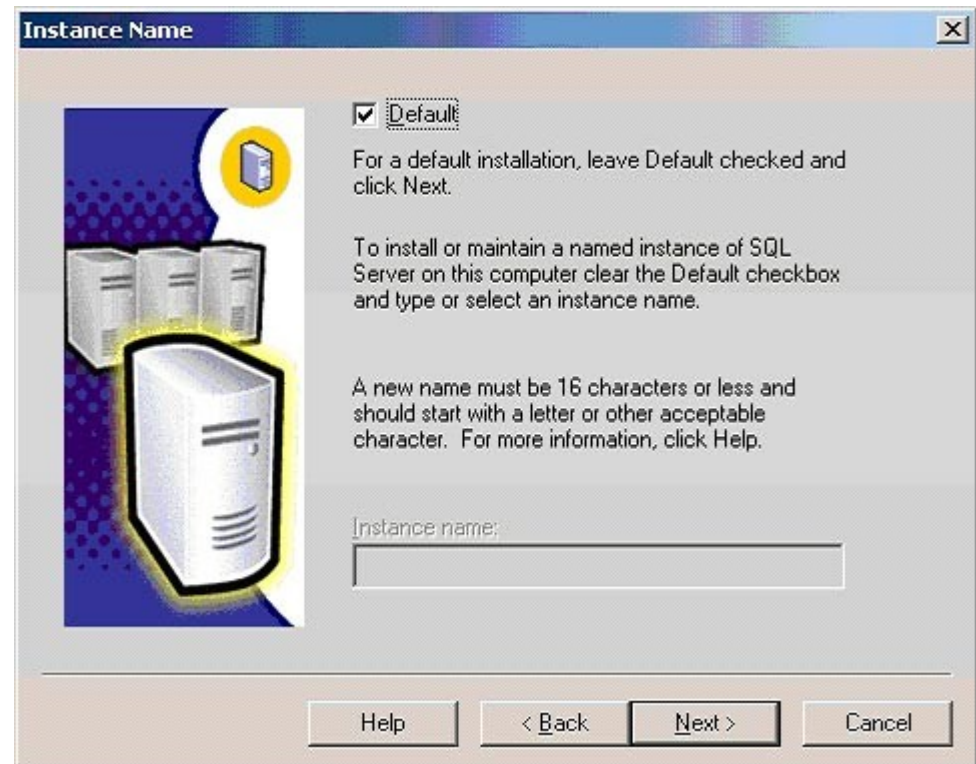 Instance Name
Default
For a default installation, leave Default checked and
click Next.
To install or maintain a named instance of SQL
Server on this computer clear the Default checkbox
and type or select an instance name.
A new name must be 16 characters or less and
should start with a letter or other acceptable
character.  For more information, click Help.
Instance name:
Help
< Back
Next >
Cancel